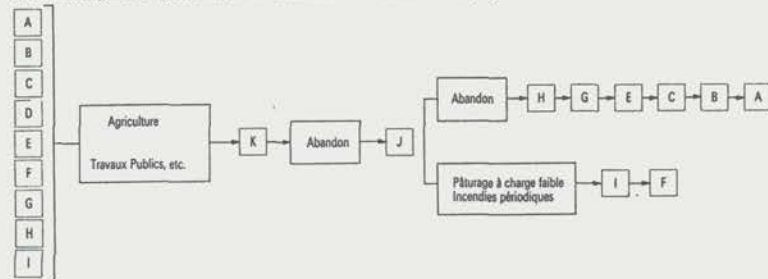 A
B
C
D
E
F
G
H
I
Agriculture
Travaux Publics, etc.
K
Abandon
J
Abandon
H
G
E
C
B
A
Pâturage à charge faible
Incendies périodiques
I
F